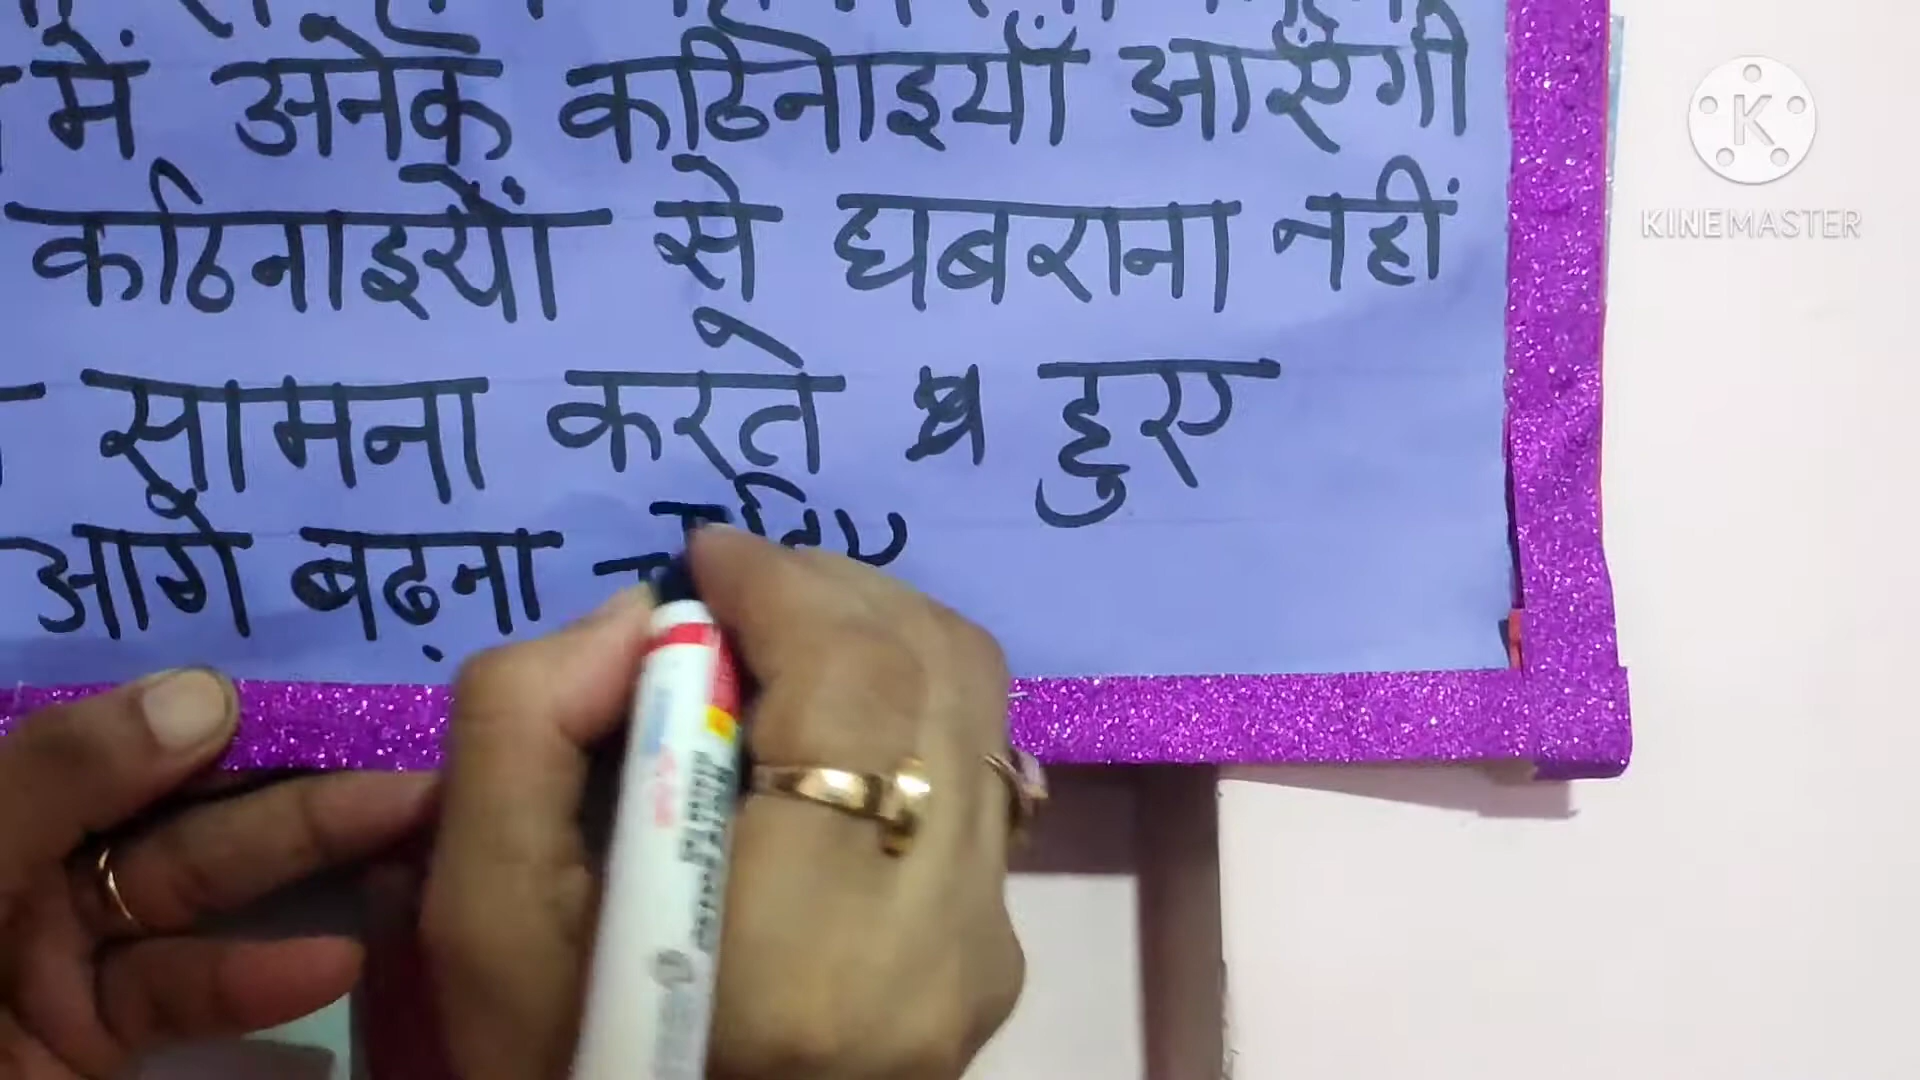 में अनेक कठिनाइयाँ आएँगी
कठिनाइयों से घबराना नहीं
सामना करते हुए
आगे बढ़ना
K
KINEMASTER